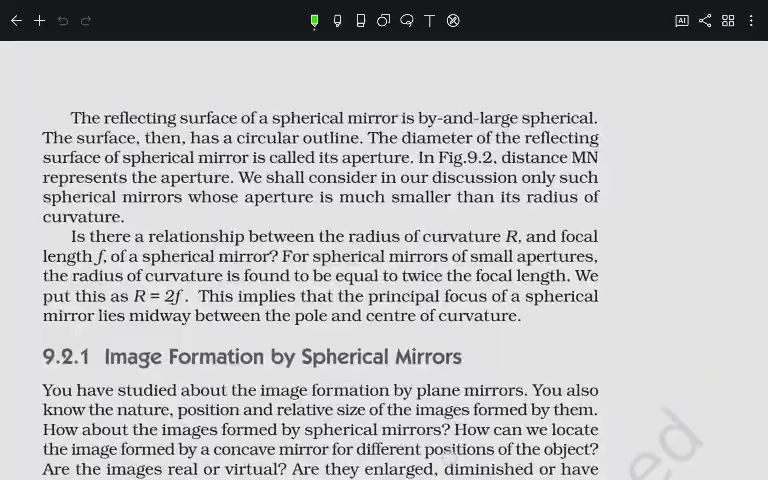 AI
T
The reflecting surface of a spherical mirror is by-and-large spherical.
The surface, then, has a circular outline. The diameter of the reflecting
surface of spherical mirror is called its aperture. In Fig.9.2, distance MN
represents the aperture. We shall consider in our discussion only such
spherical mirrors whose aperture is much smaller than its radius of
curvature.
Is there a relationship between the radius of curvature R, and focal
length f, of a spherical mirror? For spherical mirrors of small apertures,
the radius of curvature is found to be equal to twice the focal length. We
put this as R = 2f . This implies that the principal focus of a spherical
mirror lies midway between the pole and centre of curvature.
9.2.1 Image Formation by Spherical Mirrors
You have studied about the image formation by plane mirrors. You also
know the nature, position and relative size of the images formed by them.
How about the images formed by spherical mirrors? How can we locate
the image formed by a concave mirror for different positions of the object?
Are the images real or virtual? Are they enlarged, diminished or have